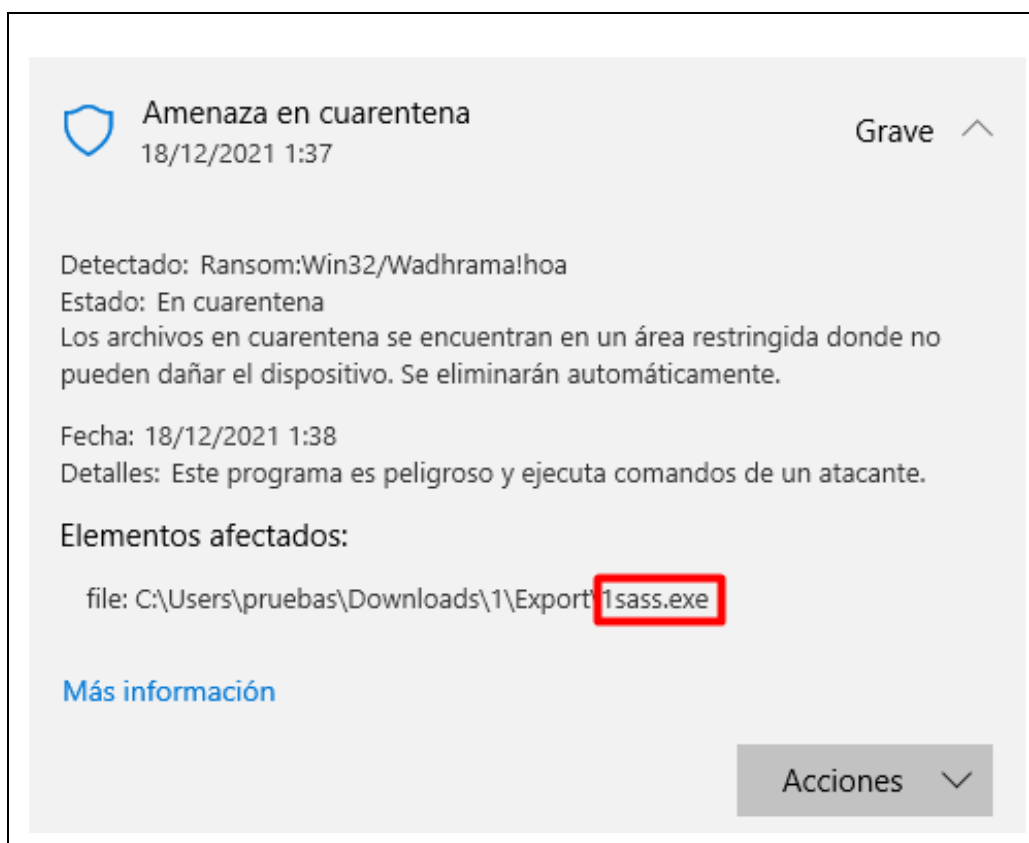 Amenaza en cuarentena
18/12/2021 1:37
Grave
Detectado: Ransom:Win32/Wadhrama!hoa
Estado: En cuarentena
Los archivos en cuarentena se encuentran en un área restringida donde no
pueden dañar el dispositivo. Se eliminarán automáticamente.
Fecha: 18/12/2021 1:38
Detalles: Este programa es peligroso y ejecuta comandos de un atacante.
Elementos afectados:
file: C:\Users\pruebas\Downloads\1\Export\1sass.exe
Más información
Acciones